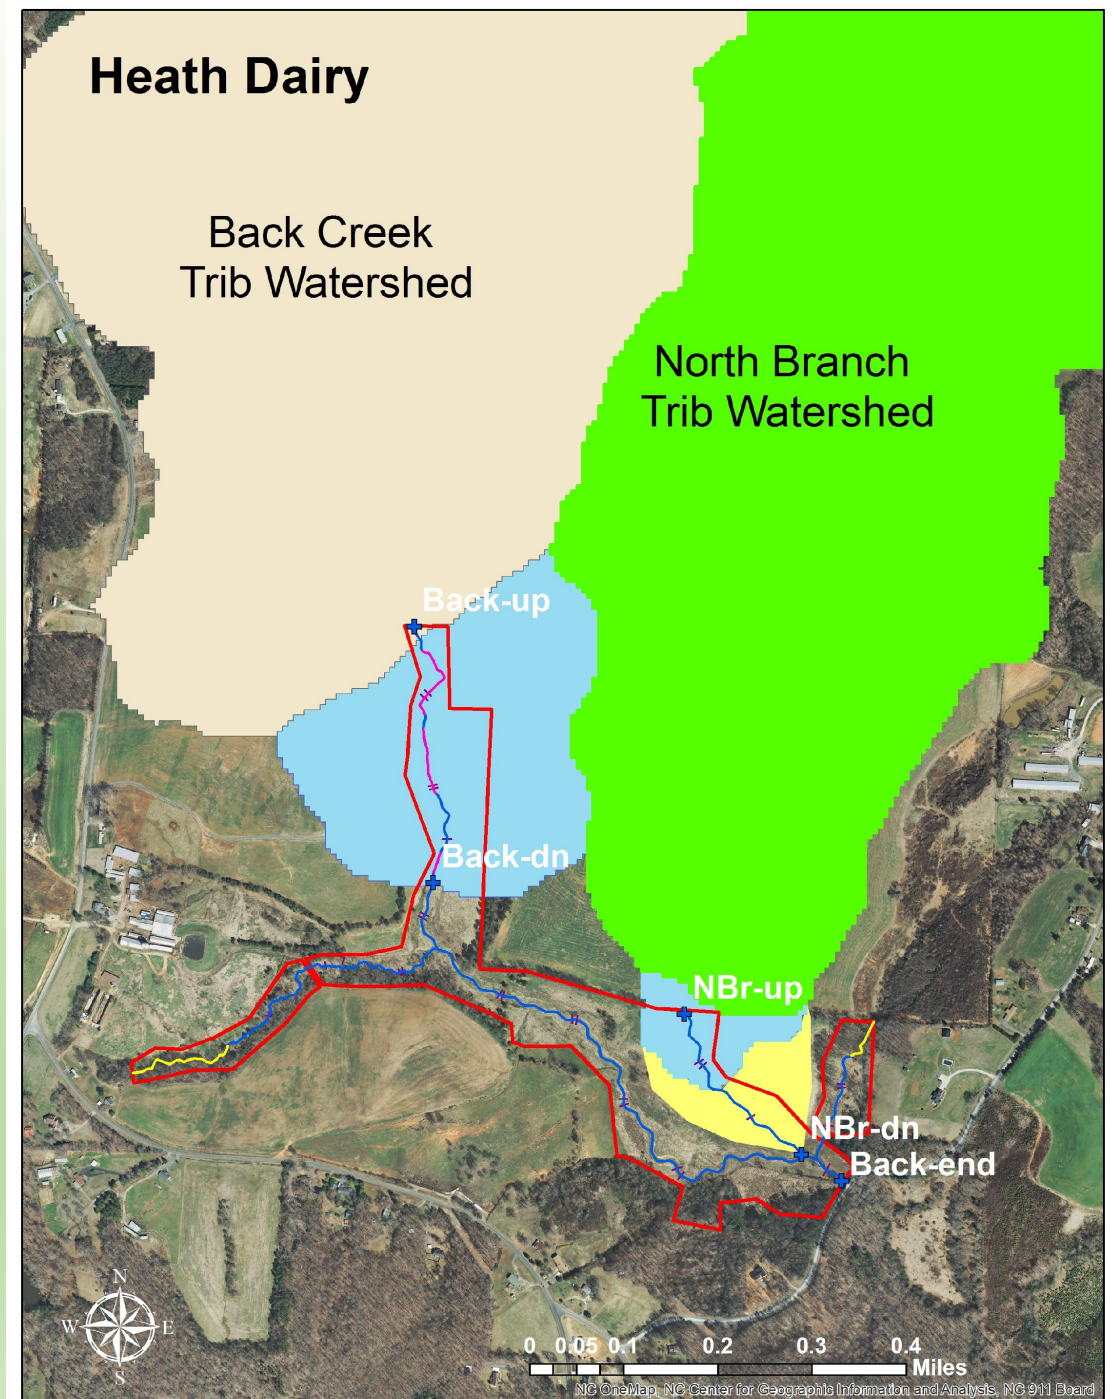 Heath Dairy
Back Creek
Trib Watershed
North Branch
Trib Watershed
Back-up
Back-dn
NBr-up
NBr-dn
Back-end
N
W E
S
0 0.05 0.1 0.2 0.3 0.4
Miles
NC OneMap, NC Center for Geographic Information and Analysis, NC 911 Board